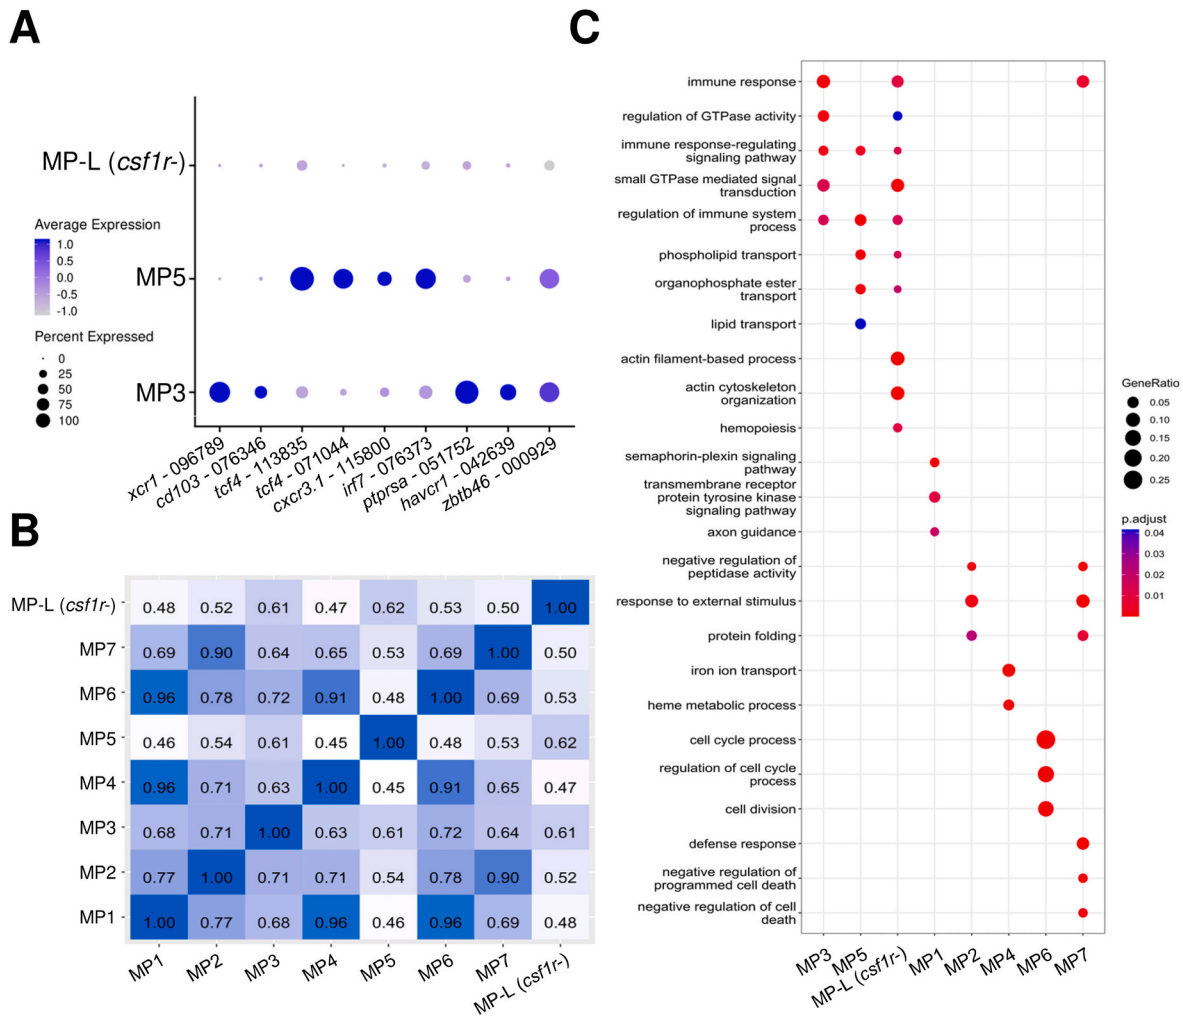 A
MP-L (csf1r-)
Average Expression
1.0
0.5
0.0
-0.5
-1.0
MP5
Percent Expressed
0
25
50
75
100
MP3
xcr1 - 096789
cd103 - 076346
tcf4 - 113835
tcf4 - 071044
cxcr3.1 - 115800
irf7 - 076373
ptprsa - 051752
havcr1 - 042639
zbtb46 - 000929
B
MP-L (csf1r-) 0.48 0.52 0.61 0.47 0.62 0.53 0.50 1.00
MP7 0.69 0.90 0.64 0.65 0.53 0.69 1.00 0.50
MP6 0.96 0.78 0.72 0.91 0.48 1.00 0.69 0.53
MP5 0.46 0.54 0.61 0.45 1.00 0.48 0.53 0.62
MP4 0.96 0.71 0.63 1.00 0.45 0.91 0.65 0.47
MP3 0.68 0.71 1.00 0.63 0.61 0.72 0.64 0.61
MP2 0.77 1.00 0.71 0.71 0.54 0.78 0.90 0.52
MP1 1.00 0.77 0.68 0.96 0.46 0.96 0.69 0.48
MP1 MP2 MP3 MP4 MP5 MP6 MP7 MP-L (csf1r-)
C
immune response
regulation of GTPase activity
immune response-regulating
signaling pathway
small GTPase mediated signal
transduction
regulation of immune system
process
phospholipid transport
organophosphate ester
transport
lipid transport
actin filament-based process
actin cytoskeleton
organization
hemopoiesis
semaphorin-plexin signaling
pathway
transmembrane receptor
protein tyrosine kinase
signaling pathway
axon guidance
negative regulation of
peptidase activity
response to external stimulus
protein folding
iron ion transport
heme metabolic process
cell cycle process
regulation of cell cycle
process
cell division
defense response
negative regulation of
programmed cell death
negative regulation of cell
death
MP3 MP5 MP-L (csf1r-) MP1 MP2 MP4 MP6 MP7
GeneRatio
0.05
0.10
0.15
0.20
0.25
p.adjust
0.04
0.03
0.02
0.01